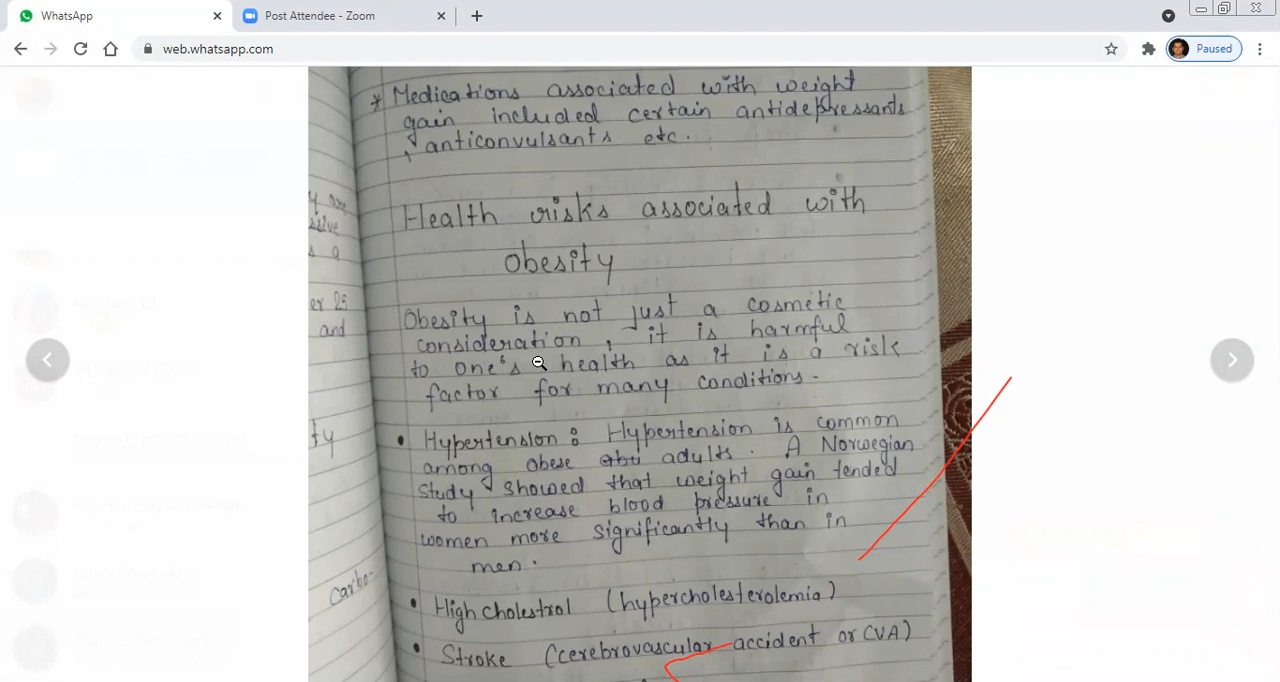 WhatsApp
Post Attendee - Zoom
web.whatsapp.com
Paused
* Medications associated with weight
gain included certain antidepressants
, anticonvulsants etc.
Health risks associated with
Obesity
Obesity is not just a cosmetic
consideration, it is harmful
to one's health as it is a risk
factor for many conditions.
• Hypertension: Hypertension is common
among obese adults. A Norwegian
study showed that weight gain tended
to increase blood pressure in
women more significantly than in
men.
• High cholestrol (hypercholesterolemia)
• Stroke (cerebrovascular accident or CVA)
er 25
and
carbo-